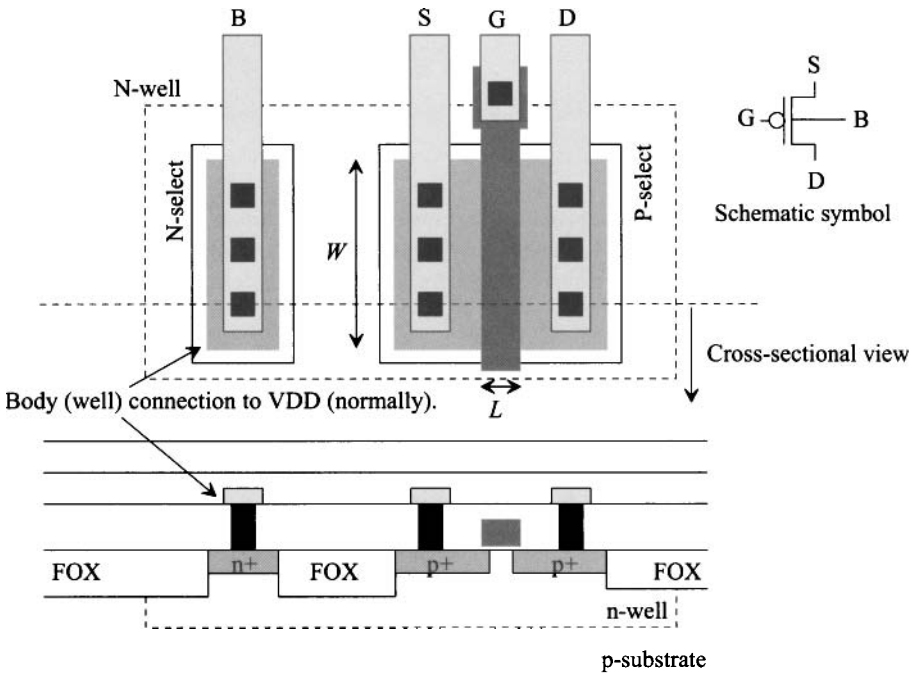 B
S
G
D
N-well
S
G
B
D
Schematic symbol
N-select
W
P-select
Cross-sectional view
L
Body (well) connection to VDD (normally).
n+
p+
p+
FOX
FOX
FOX
n-well
p-substrate